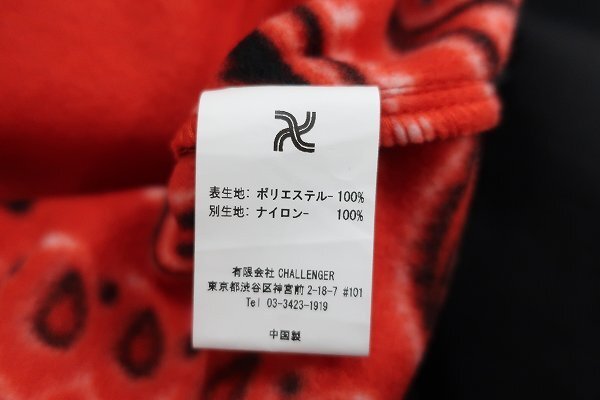 表生地: ポリエステル- 100%
別生地: ナイロン- 100%
有限会社 CHALLENGER
東京都渋谷区神宮前 2-18-7 #101
Tel 03-3423-1919
中国製